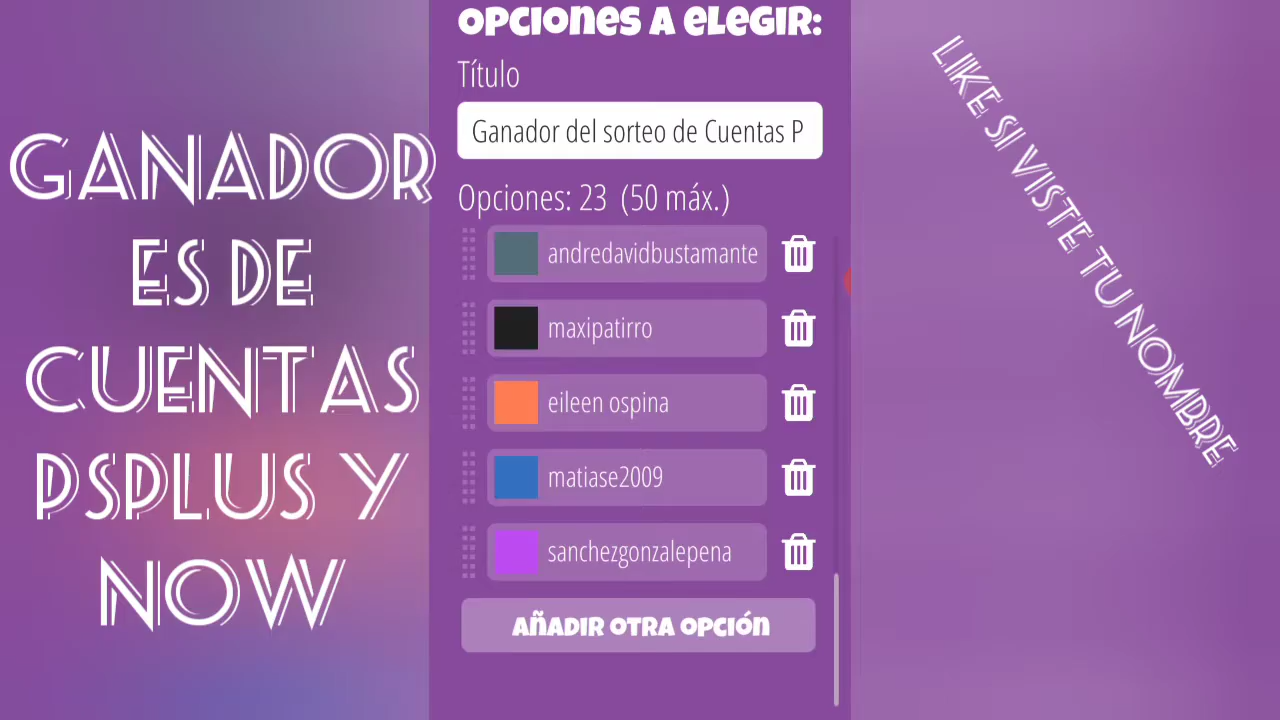 GANADOR
ES DE
CUENTAS
PSPLUS Y
NOW
OPCIONES A ELEGIR:
Título
Ganador del sorteo de Cuentas P
Opciones: 23 (50 máx.)
andredavidbustamante
maxipatirro
eileen ospina
matiase2009
sanchezgonzalepena
AÑADIR OTRA OPCIÓN
LIKE SI VISTE TU NOMBRE